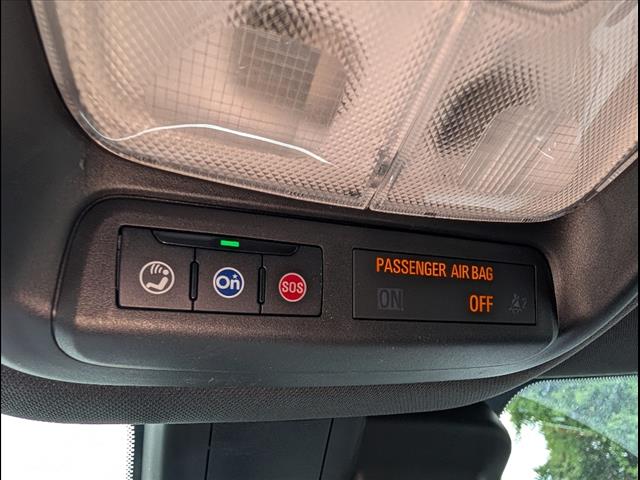 On
SOS
PASSENGER AIR BAG
ON OFF